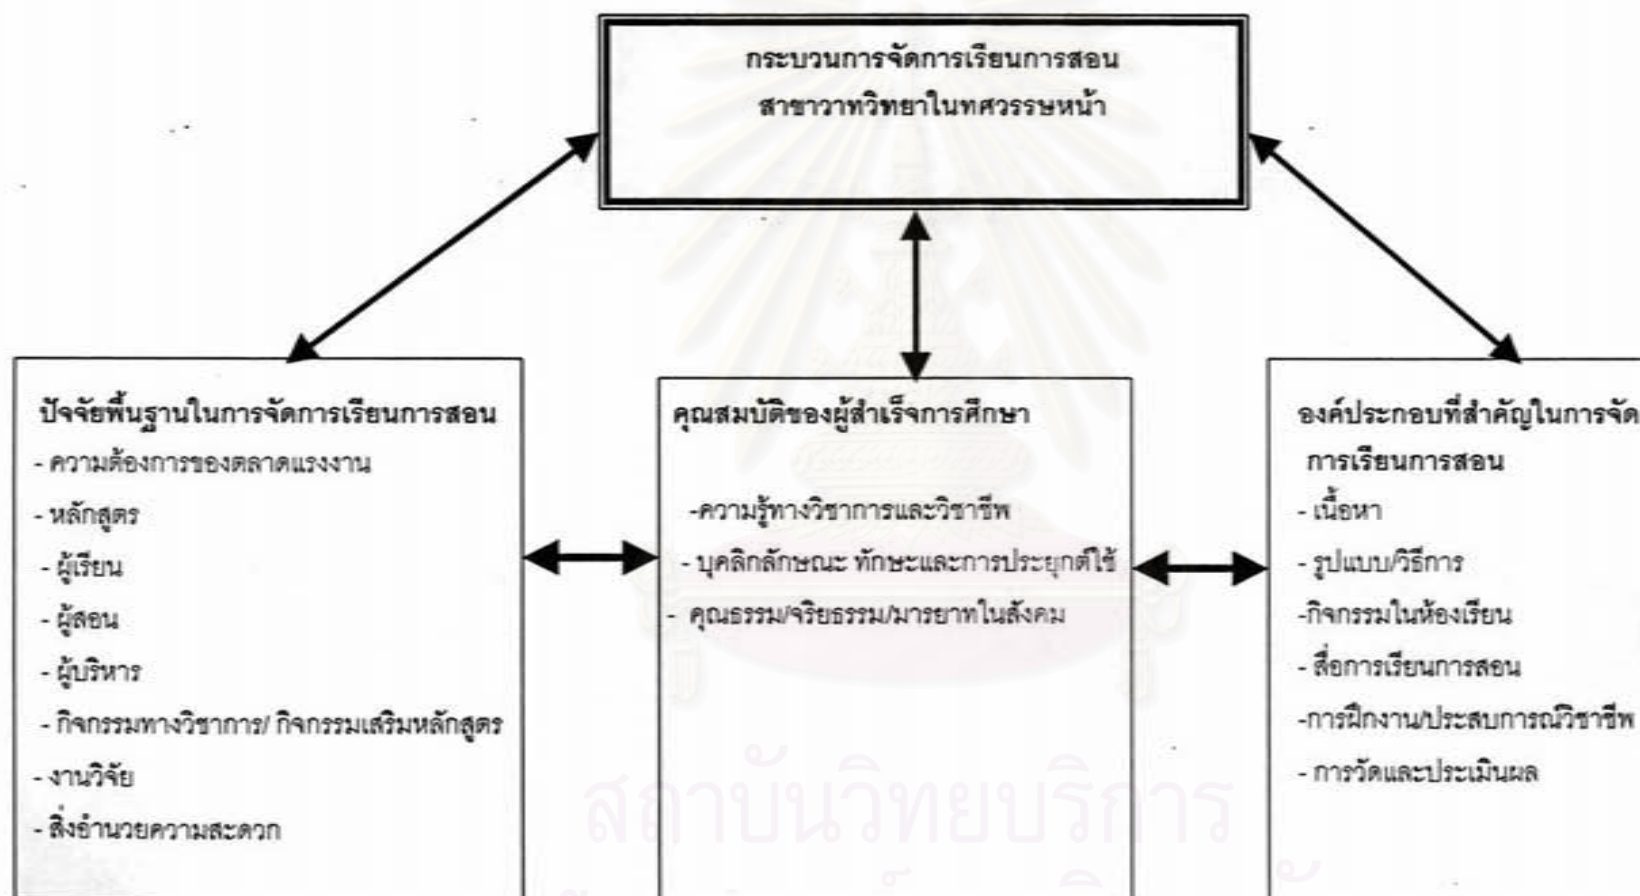 กระบวนการจัดการเรียนการสอน
สาขาวาทวิทยาในทศวรรษหน้า
ปัจจัยพื้นฐานในการจัดการเรียนการสอน
- ความต้องการของตลาดแรงงาน
- หลักสูตร
- ผู้เรียน
- ผู้สอน
- ผู้บริหาร
- กิจกรรมทางวิชาการ/ กิจกรรมเสริมหลักสูตร
- งานวิจัย
- สิ่งอำนวยความสะดวก
คุณสมบัติของผู้สำเร็จการศึกษา
-ความรู้ทางวิชาการและวิชาชีพ
- บุคลิกลักษณะ ทักษะและการประยุกต์ใช้
- คุณธรรม/จริยธรรม/มารยาทในสังคม
องค์ประกอบที่สำคัญในการจัด
การเรียนการสอน
- เนื้อหา
- รูปแบบ/วิธีการ
-กิจกรรมในห้องเรียน
- สื่อการเรียนการสอน
-การฝึกงาน/ประสบการณ์วิชาชีพ
- การวัดและประเมินผล
สถาบันวิทยบริการ